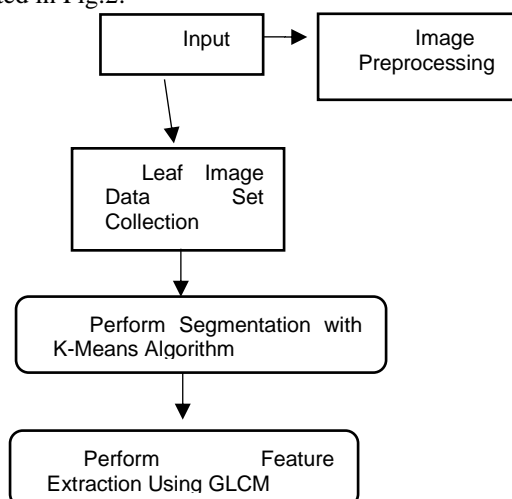 ted in Fig.2.
Input
Image
Preprocessing
Leaf Image
Data Set
Collection
Perform Segmentation with
K-Means Algorithm
Perform Feature
Extraction Using GLCM